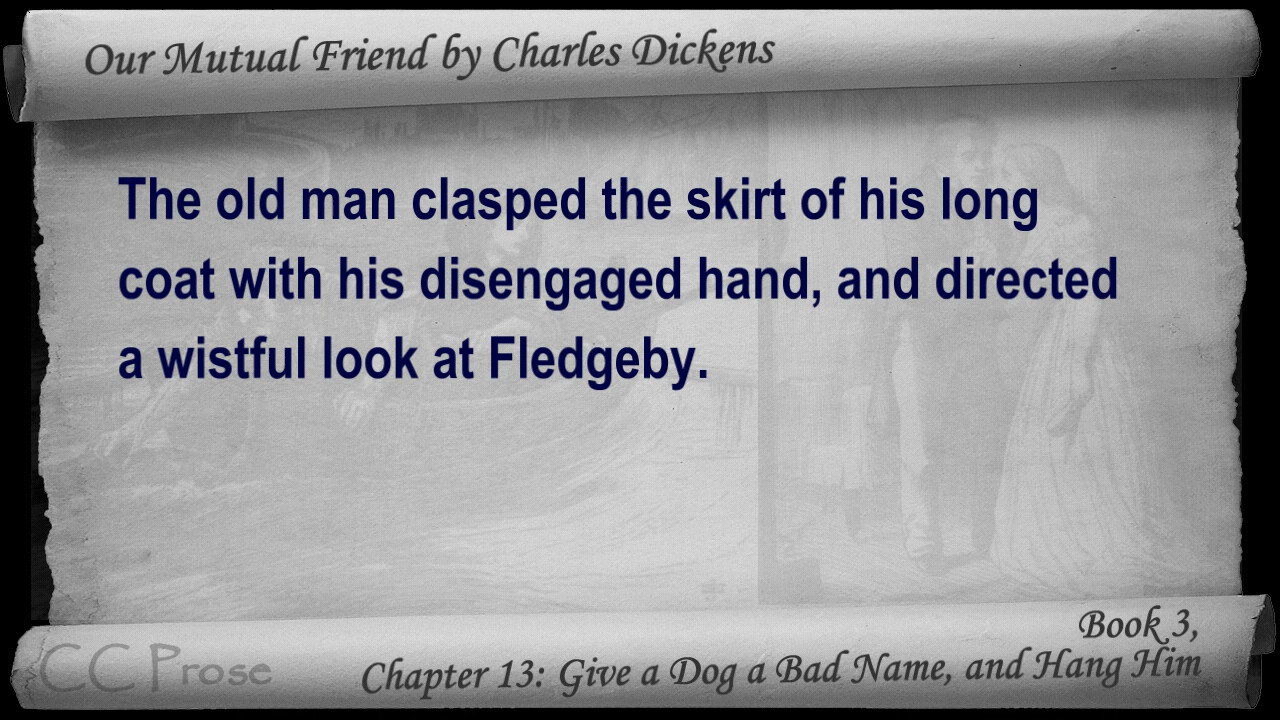 Our Mutual Friend by Charles Dickens
The old man clasped the skirt of his long
coat with his disengaged hand, and directed
a wistful look at Fledgeby.
Book 3,
Chapter 13: Give a Dog a Bad Name, and Hang Him
CC Prose